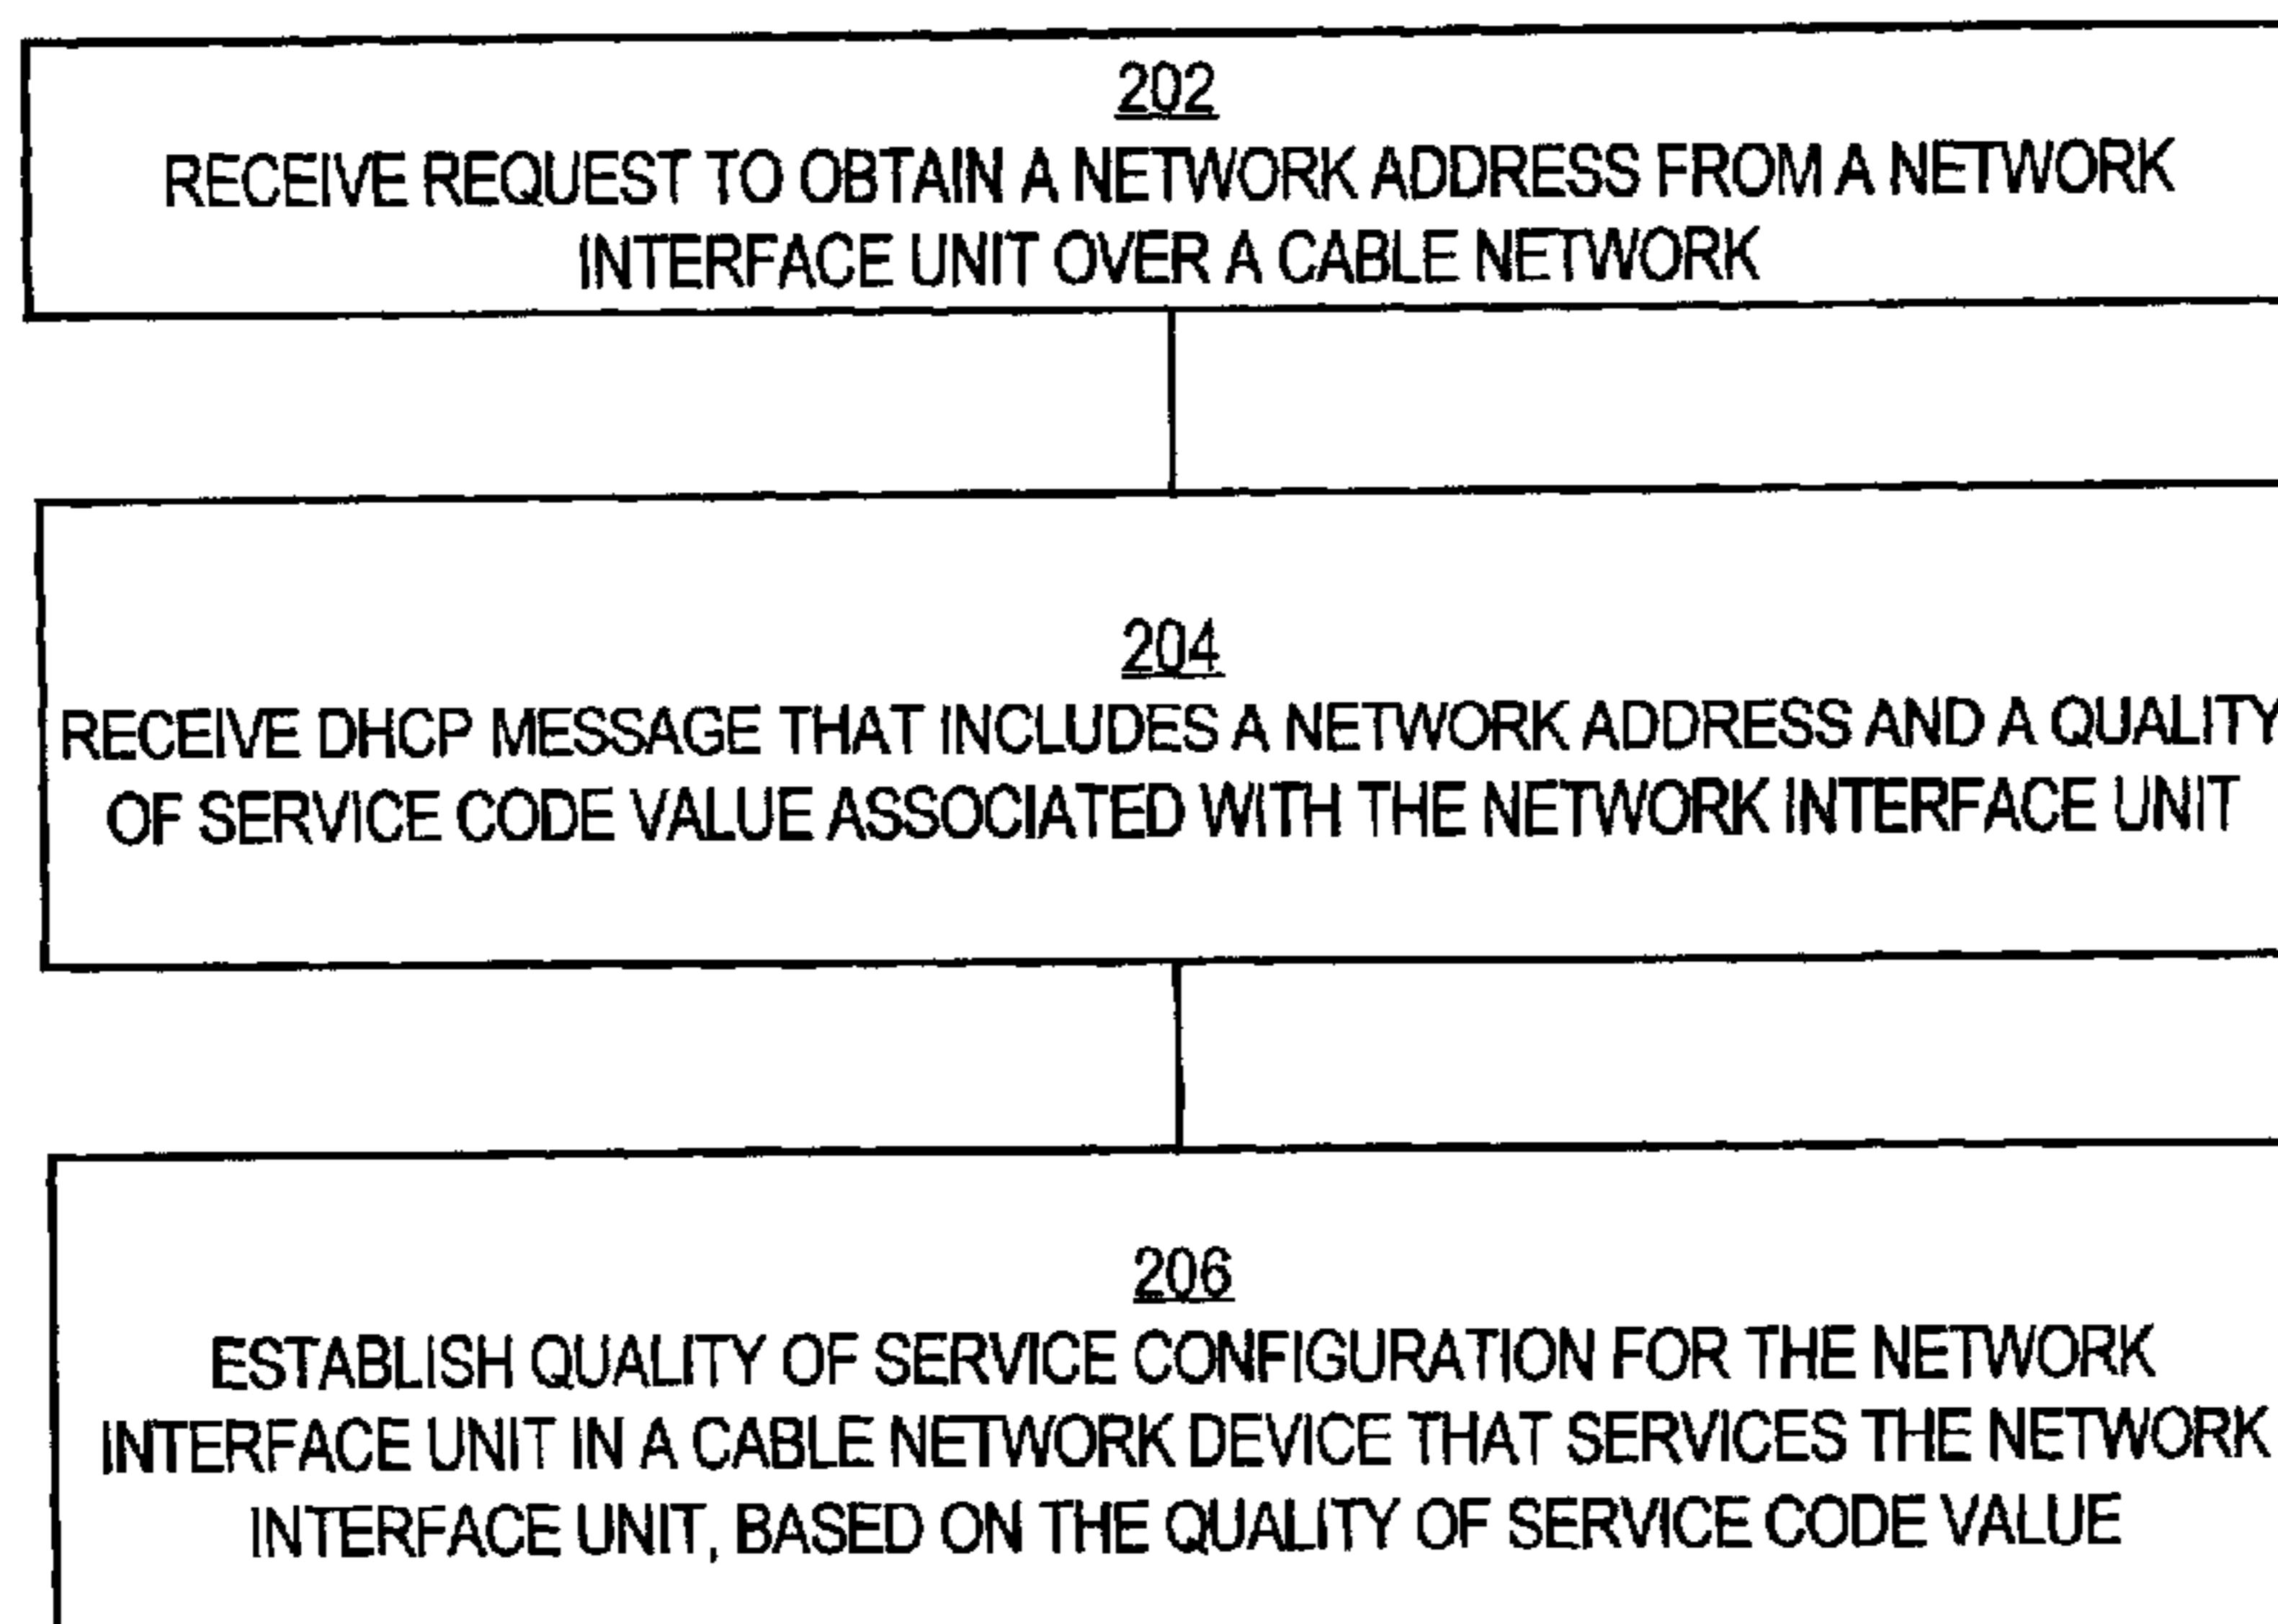 202
RECEIVE REQUEST TO OBTAIN A NETWORK ADDRESS FROM A NETWORK
INTERFACE UNIT OVER A CABLE NETWORK
204
RECEIVE DHCP MESSAGE THAT INCLUDES A NETWORK ADDRESS AND A QUALITY
OF SERVICE CODE VALUE ASSOCIATED WITH THE NETWORK INTERFACE UNIT
206
ESTABLISH QUALITY OF SERVICE CONFIGURATION FOR THE NETWORK
INTERFACE UNIT IN A CABLE NETWORK DEVICE THAT SERVICES THE NETWORK
INTERFACE UNIT, BASED ON THE QUALITY OF SERVICE CODE VALUE